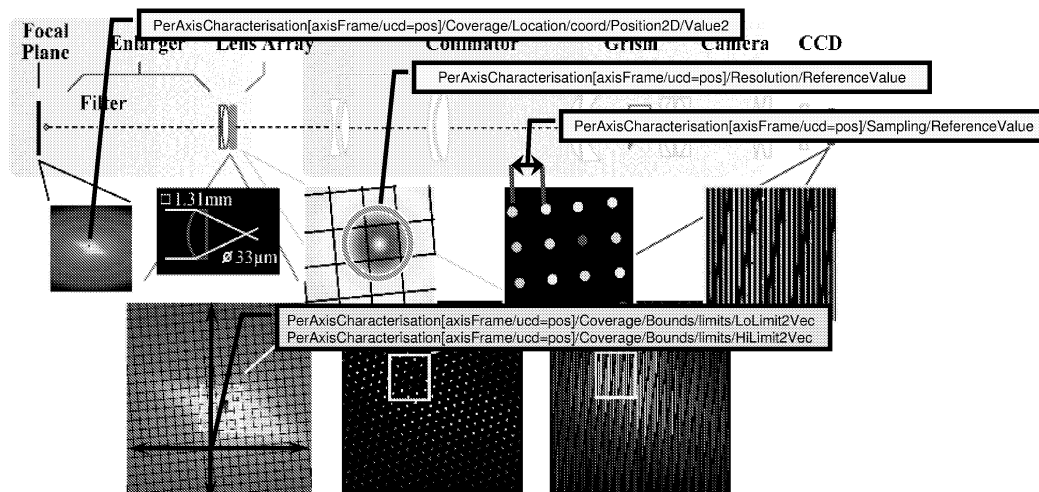 PerAxisCharacterisation[axisFrame/ucd=pos]/Coverage/Location/coord/Position2D/Value2
Focal
Plane
Enlarger
Lens Array
Collimator
Grism
Camera
CCD
PerAxisCharacterisation[axisFrame/ucd=pos]/Resolution/ReferenceValue
Filter
PerAxisCharacterisation[axisFrame/ucd=pos]/Sampling/ReferenceValue
□ 1.31mm
ø 33µm
PerAxisCharacterisation[axisFrame/ucd=pos]/Coverage/Bounds/limits/LoLimit2Vec
PerAxisCharacterisation[axisFrame/ucd=pos]/Coverage/Bounds/limits/HiLimit2Vec